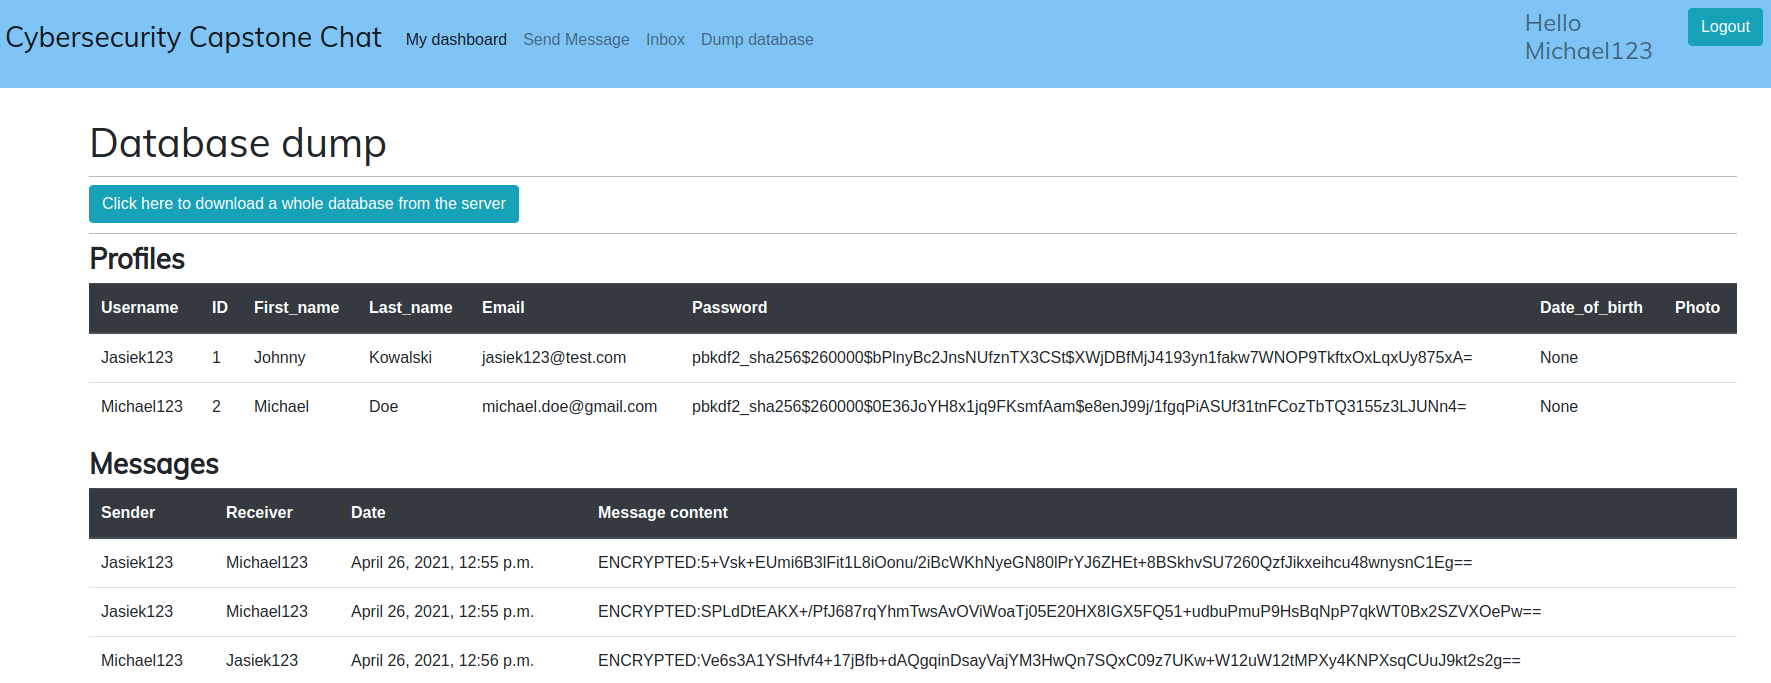 Cybersecurity Capstone Chat My dashboard Send Message Inbox Dump database Hello Michael123 Logout
Database dump
Click here to download a whole database from the server
Profiles
Username ID First_name Last_name Email Password Date_of_birth Photo
Jasiek123 1 Johnny Kowalski jasiek123@test.com pbkdf2_sha256$260000$bPlnyBc2JnsNUfznTX3CSt$XWjDBfMjJ4193yn1fakw7WNOP9TkftxOxLqxUy875xA= None
Michael123 2 Michael Doe michael.doe@gmail.com pbkdf2_sha256$260000$0E36JoYH8x1jq9FKsmfAam$e8enJ99j/1fgqPiASUf31tnFCozTbTQ3155z3LJUNn4= None
Messages
Sender Receiver Date Message content
Jasiek123 Michael123 April 26, 2021, 12:55 p.m. ENCRYPTED:5+Vsk+EUmi6B3lFit1L8iOonu/2iBcWKhNyeGN80lPrYJ6ZHEt+8BSkhvSU7260QzfJikxeihcu48wnysnC1Eg==
Jasiek123 Michael123 April 26, 2021, 12:55 p.m. ENCRYPTED:SPLdDtEAKX+/PfJ687rqYhmTwsAvOViWoaTj05E20HX8IGX5FQ51+udbuPmuP9HsBqNpP7qkWT0Bx2SZVXOePw==
Michael123 Jasiek123 April 26, 2021, 12:56 p.m. ENCRYPTED:Ve6s3A1YSHfvf4+17jBfb+dAQgqinDsayVajYM3HwQn7SQxC09z7UKw+W12uW12tMPXy4KNPXsqCUuJ9kt2s2g==